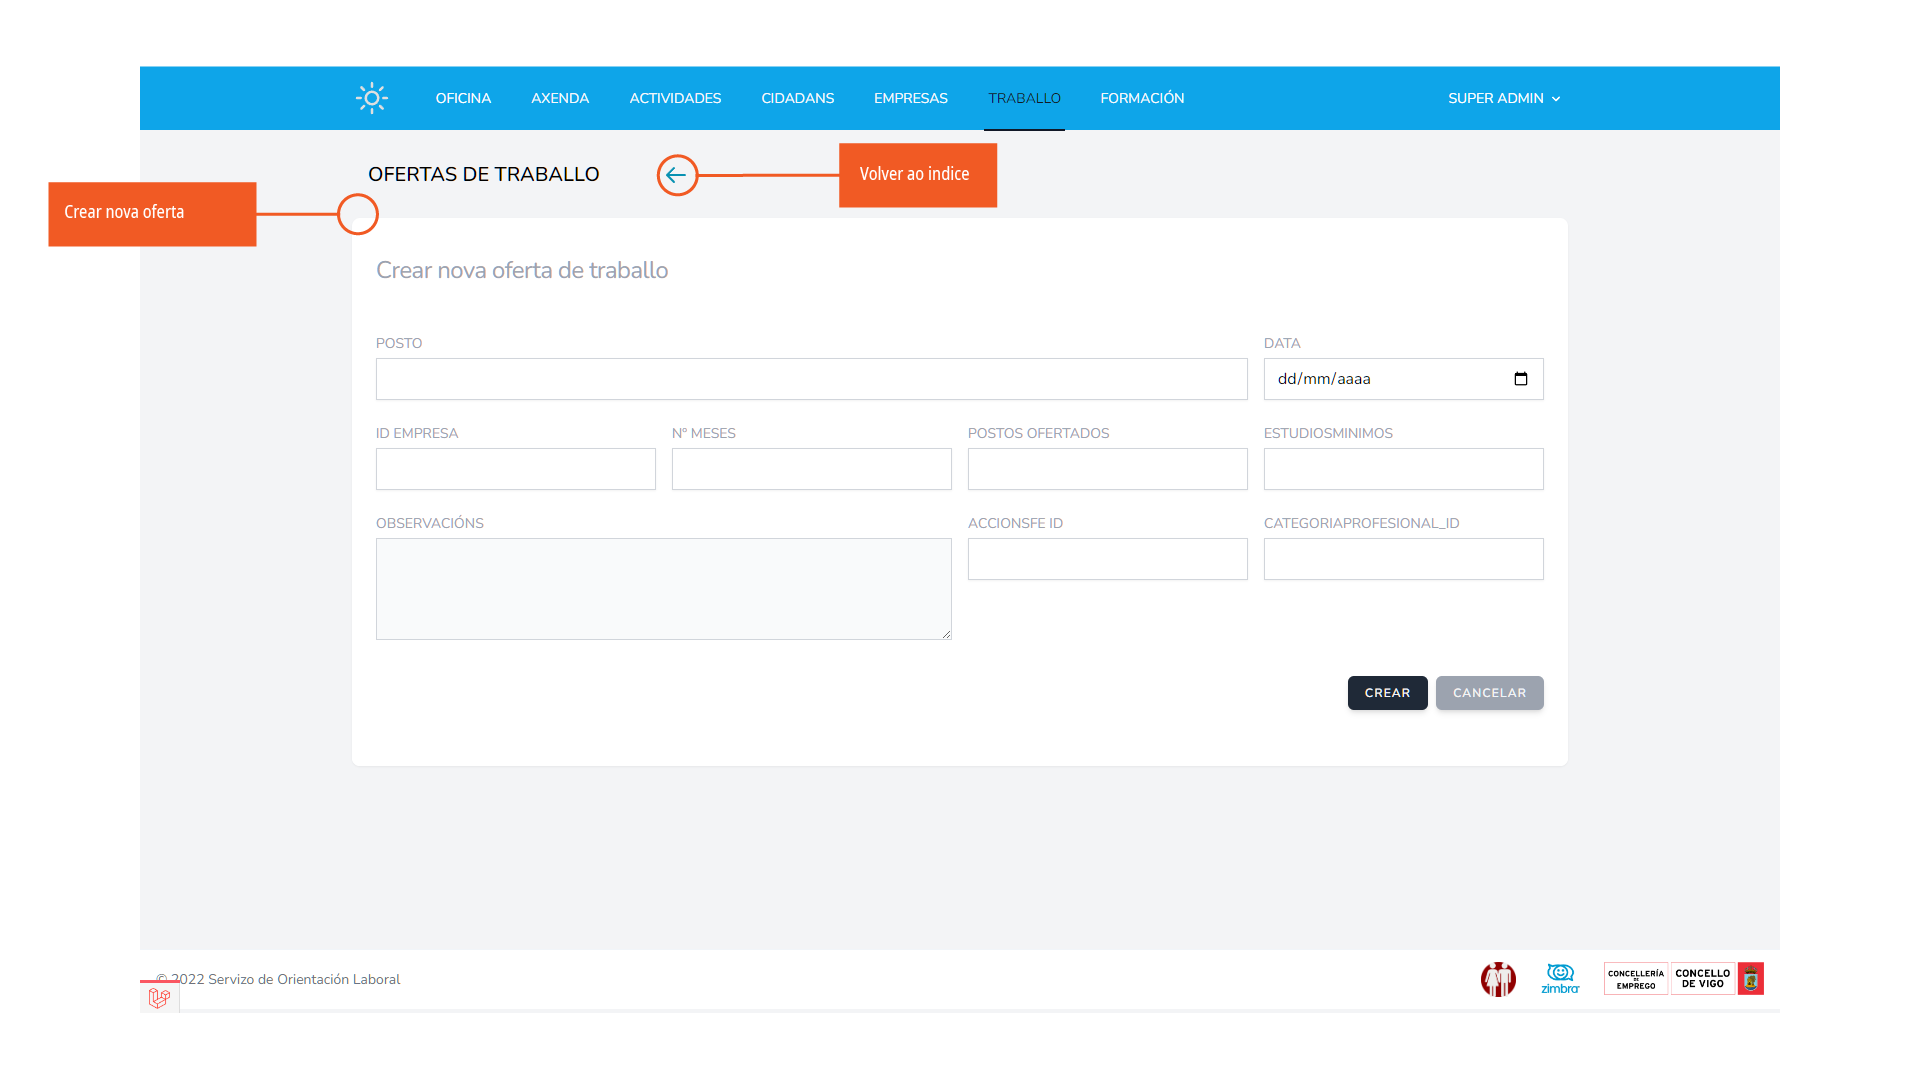 OFICINA AXENDA ACTIVIDADES CIDADANS EMPRESAS TRABALLO FORMACIÓN SUPER ADMIN
OFERTAS DE TRABALLO
Volver ao indice
Crear nova oferta
Crear nova oferta de traballo
POSTO DATA
dd/mm/aaaa
ID EMPRESA Nº MESES POSTOS OFERTADOS ESTUDIOSMINIMOS
OBSERVACIÓNS ACCIONSFE ID CATEGORIAPROFESIONAL_ID
CREAR CANCELAR
© 2022 Servizo de Orientación Laboral
zimbra
CONCELLERÍA
DE
EMPREGO
CONCELLO
DE VIGO